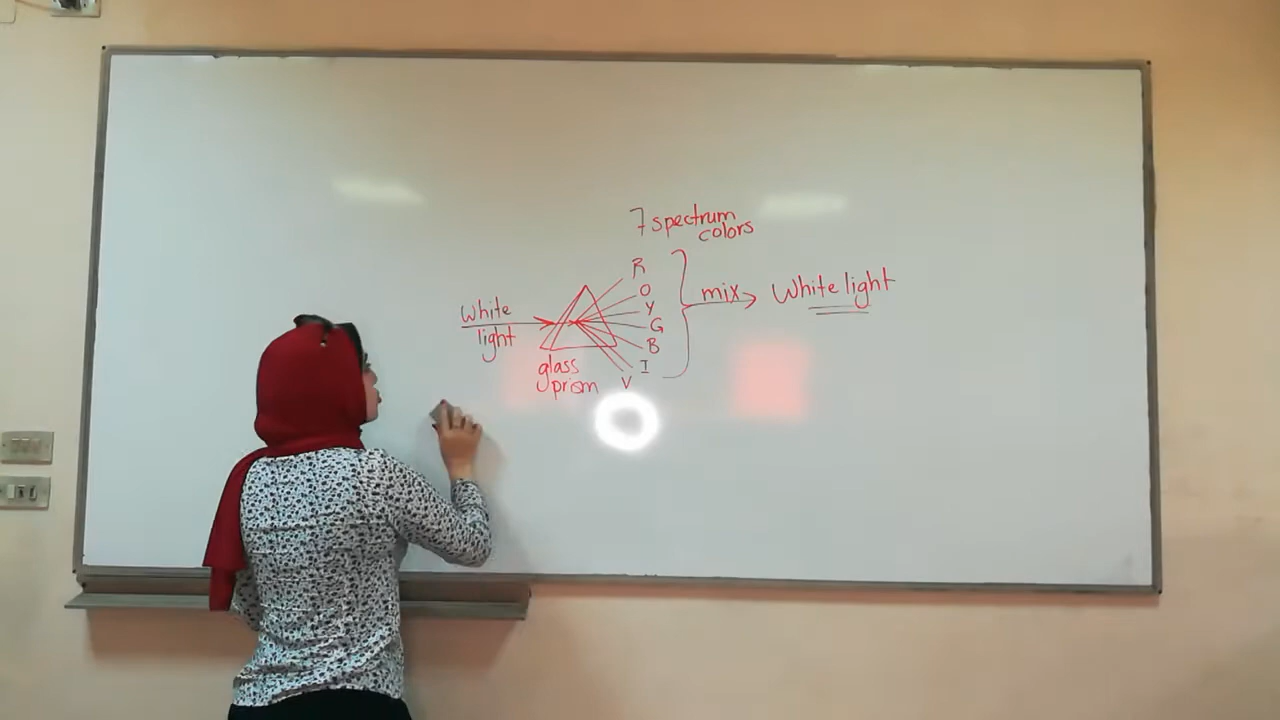 7 spectrum
colors
R
O
Y
G
B
I
V
White
light
glass
prism
mix
White light